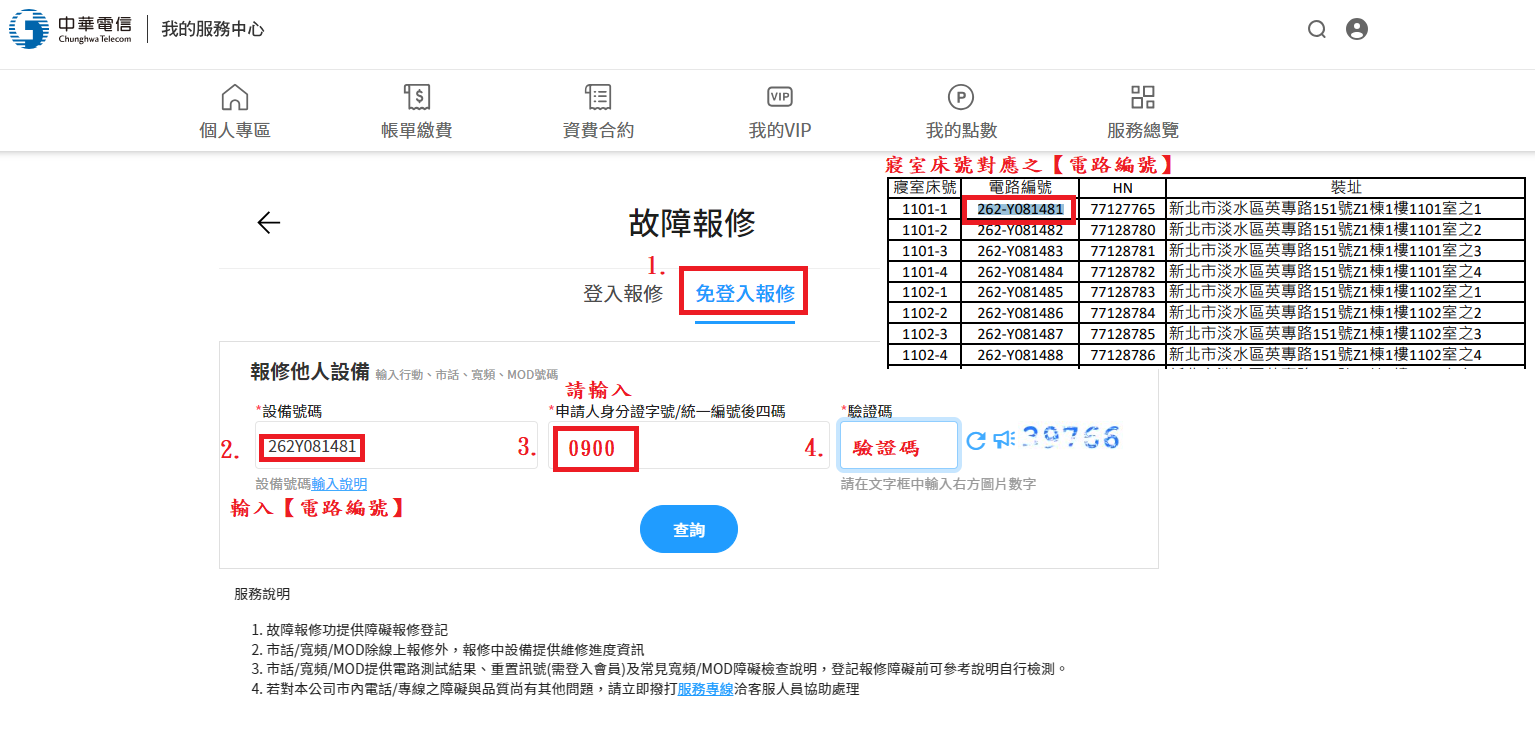 中華電信
Chunghwa Telecom
我的服務中心
個人專區
帳單繳費
資費合約
VIP
我的VIP
我的點數
服務總覽
寢室床號對應之【電路編號】
寢室床號 電路編號 HN 裝址
1101-1 262-Y081481 77127765 新北市淡水區英專路151號Z1棟1樓1101室之1
1101-2 262-Y081482 77128780 新北市淡水區英專路151號Z1棟1樓1101室之2
1101-3 262-Y081483 77128781 新北市淡水區英專路151號Z1棟1樓1101室之3
1101-4 262-Y081484 77128782 新北市淡水區英專路151號Z1棟1樓1101室之4
1102-1 262-Y081485 77128783 新北市淡水區英專路151號Z1棟1樓1102室之1
1102-2 262-Y081486 77128784 新北市淡水區英專路151號Z1棟1樓1102室之2
1102-3 262-Y081487 77128785 新北市淡水區英專路151號Z1棟1樓1102室之3
1102-4 262-Y081488 77128786 新北市淡水區英專路151號Z1棟1樓1102室之4
故障報修
1.
登入報修 免登入報修
報修他人設備 輸入行動、市話、寬頻、MOD號碼
請輸入
*設備號碼 *申請人身分證字號/統一編號後四碼 *驗證碼
2. 262Y081481 3. 0900 4. 驗證碼 39766
設備號碼輸入說明 請在文字框中輸入右方圖片數字
輸入【電路編號】
查詢
服務說明
1. 故障報修功提供障礙報修登記
2. 市話/寬頻/MOD除線上報修外，報修中設備提供維修進度資訊
3. 市話/寬頻/MOD提供電路測試結果、重置訊號(需登入會員)及常見寬頻/MOD障礙檢查說明，登記報修障礙前可參考說明自行檢測。
4. 若對本公司市內電話/專線之障礙與品質尚有其他問題，請立即撥打服務專線洽客服人員協助處理